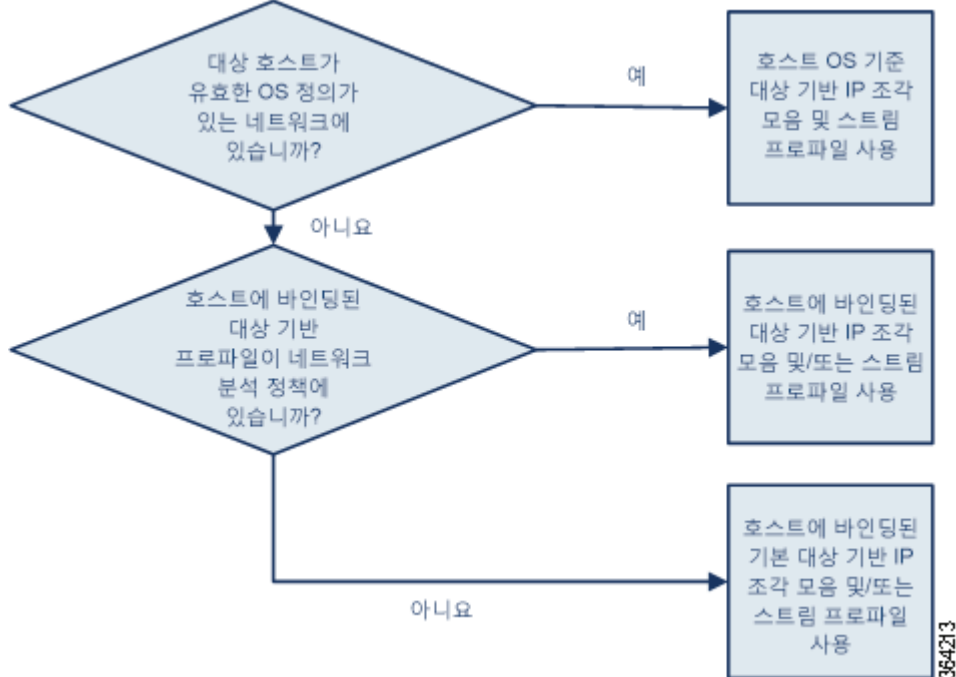 대상 호스트가
유효한 OS 정의가
있는 네트워크에
있습니까?
예
호스트 OS 기준
대상 기반 IP 조각
모음 및 스트림
프로파일 사용
아니요
호스트에 바인딩된
대상 기반
프로파일이 네트워크
분석 정책에
있습니까?
예
호스트에 바인딩된
대상 기반 IP 조각
모음 및/또는 스트림
프로파일 사용
아니요
호스트에 바인딩된
기본 대상 기반 IP
조각 모음 및/또는
스트림 프로파일
사용
364213